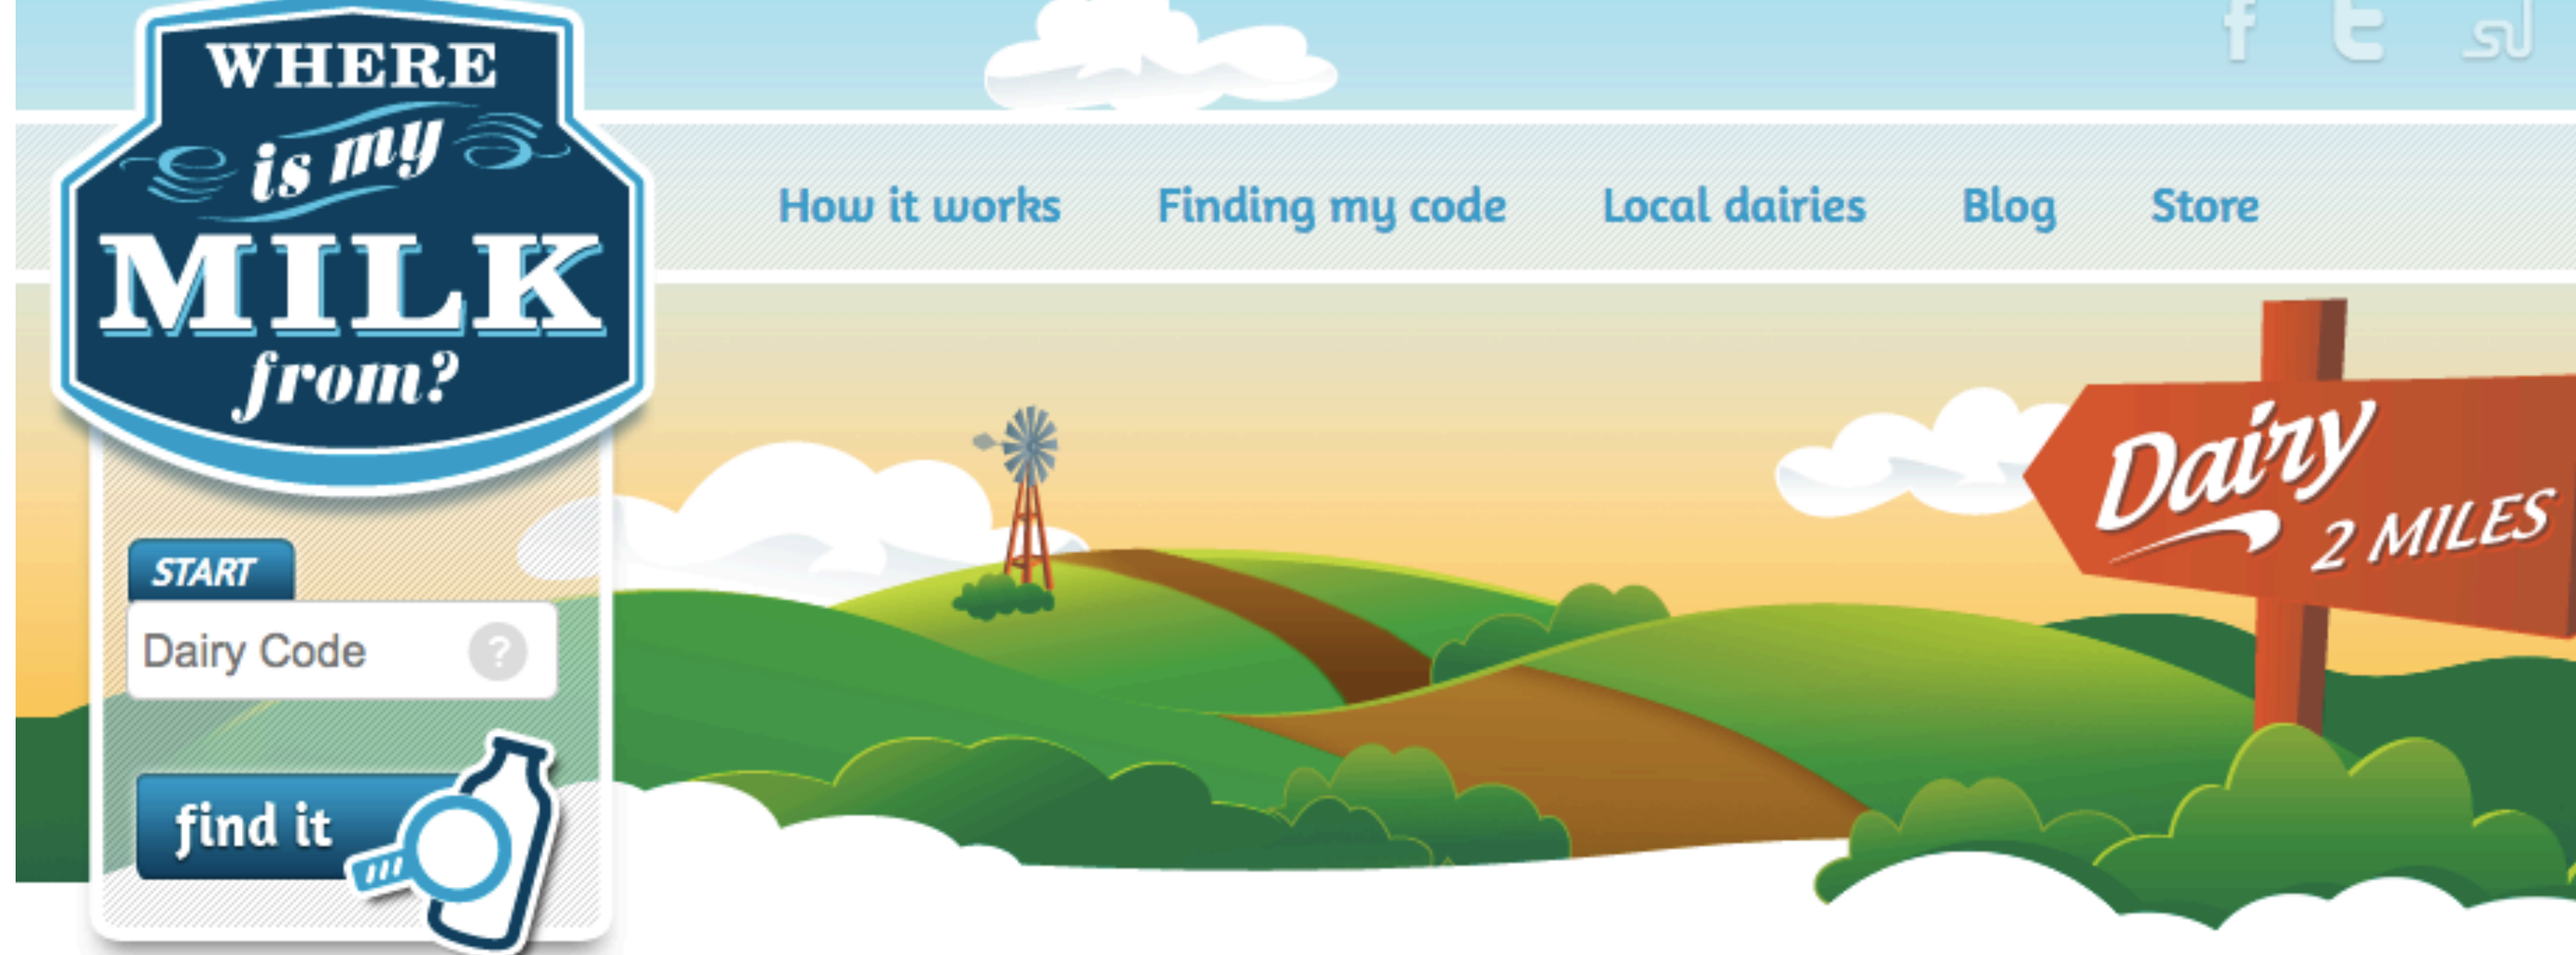 WHERE
is my
MILK
from?
f t su
How it works Finding my code Local dairies Blog Store
START
Dairy Code ?
find it
Dairy
2 MILES